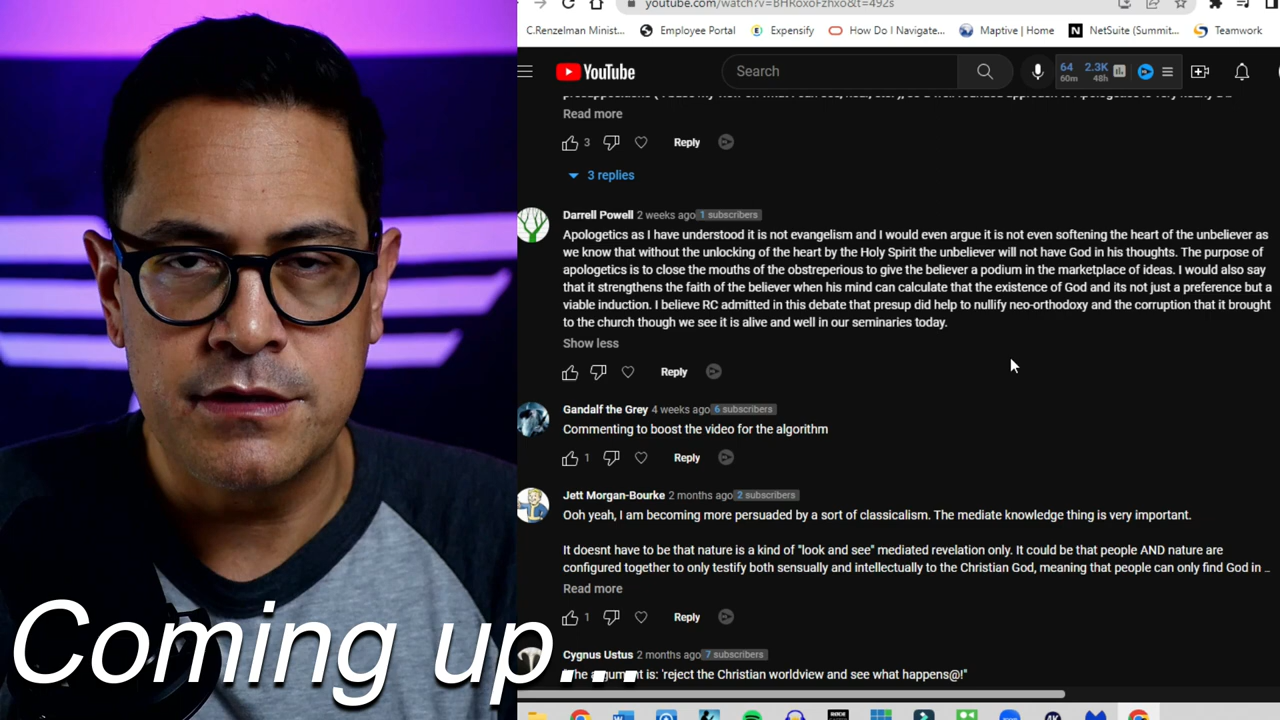 youtube.com/watch?v=BHKoxoFzhxo&t=492s
C.Renzelman Minist... Employee Portal Expensify How Do I Navigate... Maptive | Home NetSuite (Summit... Teamwork
YouTube Search 64 60m 2.3K 48h
Read more
3 Reply
3 replies
Darrell Powell 2 weeks ago 1 subscribers
Apologetics as I have understood it is not evangelism and I would even argue it is not even softening the heart of the unbeliever as
we know that without the unlocking of the heart by the Holy Spirit the unbeliever will not have God in his thoughts. The purpose of
apologetics is to close the mouths of the obstreperious to give the believer a podium in the marketplace of ideas. I would also say
that it strengthens the faith of the believer when his mind can calculate that the existence of God and its not just a preference but a
viable induction. I believe RC admitted in this debate that presup did help to nullify neo-orthodoxy and the corruption that it brought
to the church though we see it is alive and well in our seminaries today.
Show less
Reply
Gandalf the Grey 4 weeks ago 6 subscribers
Commenting to boost the video for the algorithm
1 Reply
Jett Morgan-Bourke 2 months ago 2 subscribers
Ooh yeah, I am becoming more persuaded by a sort of classicalism. The mediate knowledge thing is very important.
It doesnt have to be that nature is a kind of "look and see" mediated revelation only. It could be that people AND nature are
configured together to only testify both sensually and intellectually to the Christian God, meaning that people can only find God in ...
Read more
1 Reply
Coming up...
Cygnus Ustus 2 months ago 7 subscribers
argument is: 'reject the Christian worldview and see what happens@!"